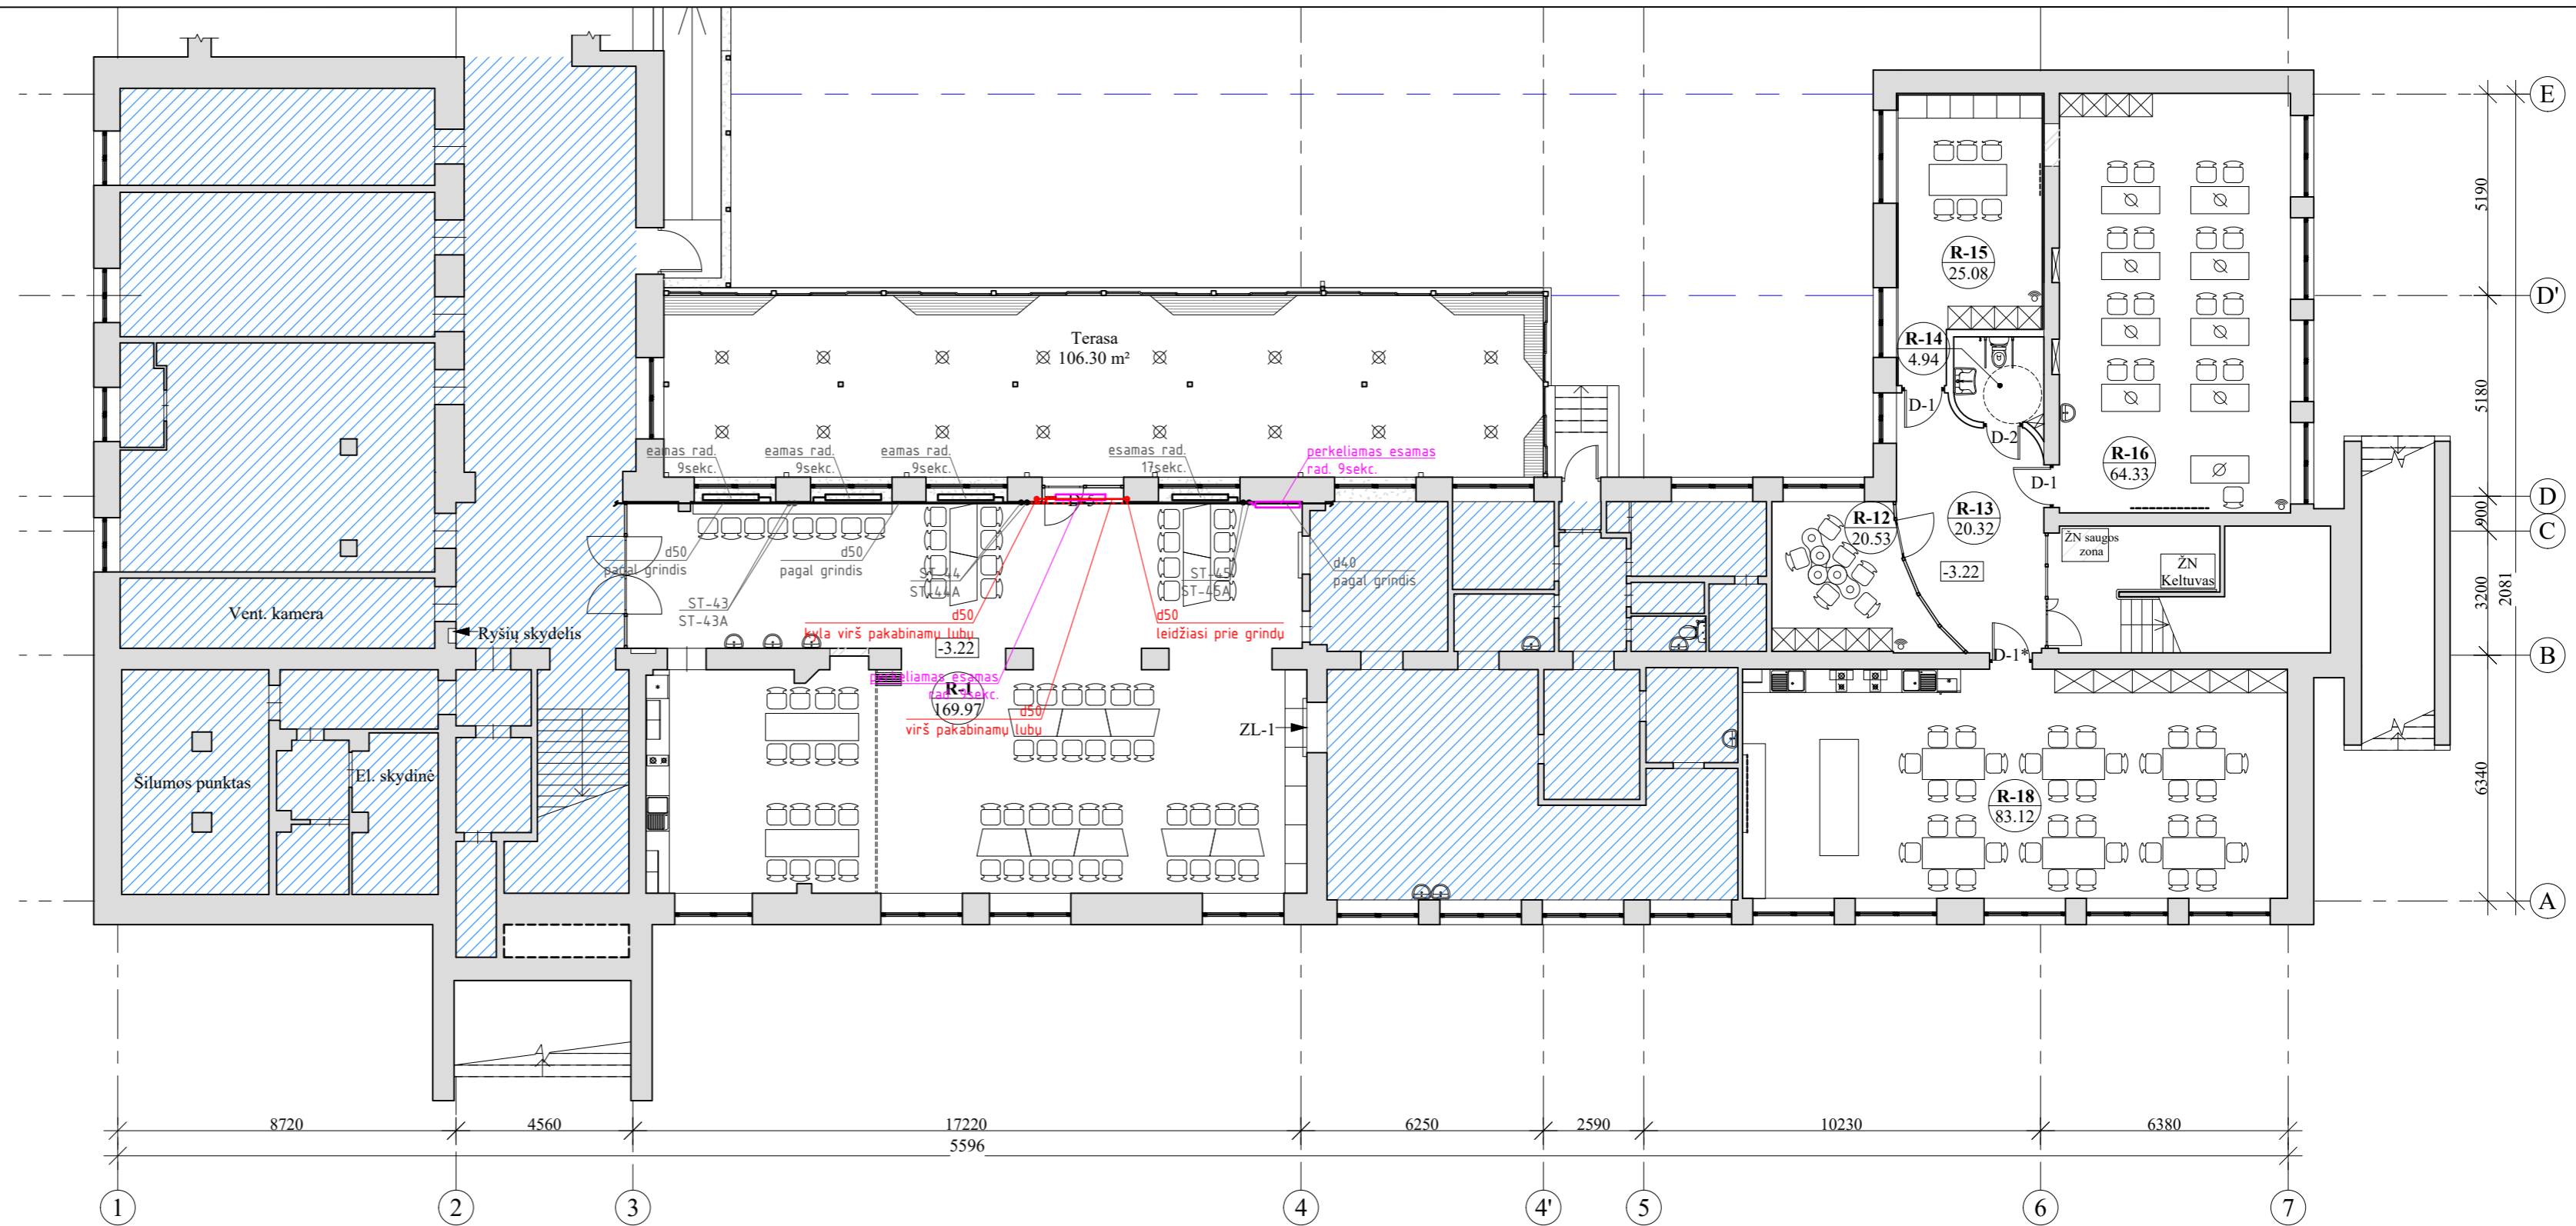 E
5190
R-15
25.08
D'
Terasa
106.30 m²
R-14
4.94
5180
D-1
D-2
eamas rad.
9sekc.
eamas rad.
9sekc.
eamas rad.
9sekc.
esamas rad.
17sekc.
perkeliamas esamas
rad. 9sekc.
R-16
64.33
D-1
D
900
R-12
20.53
R-13
20.32
C
ŽN saugos
zona
ŽN
Keltuvas
-3.22
d50
pagal grindis
d50
pagal grindis
ST-44
ST-44A
ST-45
ST-45A
d40
pagal grindis
3200
2081
Vent. kamera
Ryšių skydelis
ST-43
ST-43A
d50
kyla virš pakabinamų lubų
d50
leidžiasi prie grindų
-3.22
D-1*
B
perkeliamas esamas
rad. 9sekc.
R-1
169.97
d50
virš pakabinamų lubų
ZL-1
Šilumos punktas
El. skydinė
6340
R-18
83.12
A
8720
4560
17220
6250
2590
10230
6380
5596
1
2
3
4
4'
5
6
7